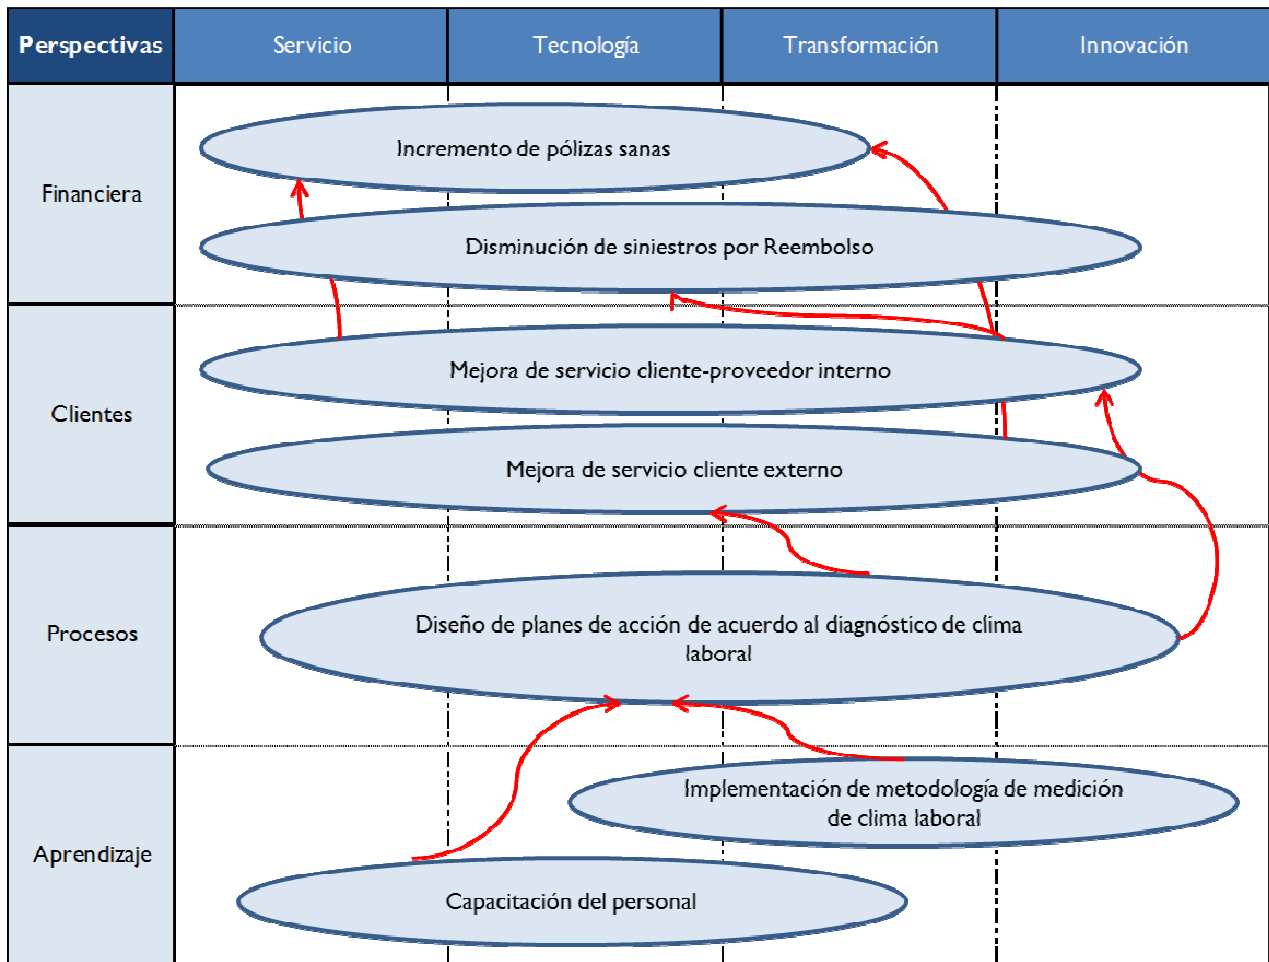 Perspectivas
Servicio
Tecnología
Transformación
Innovación
Financiera
Incremento de pólizas sanas
Disminución de siniestros por Reembolso
Clientes
Mejora de servicio cliente-proveedor interno
Mejora de servicio cliente externo
Procesos
Diseño de planes de acción de acuerdo al diagnóstico de clima
laboral
Aprendizaje
Implementación de metodología de medición
de clima laboral
Capacitación del personal